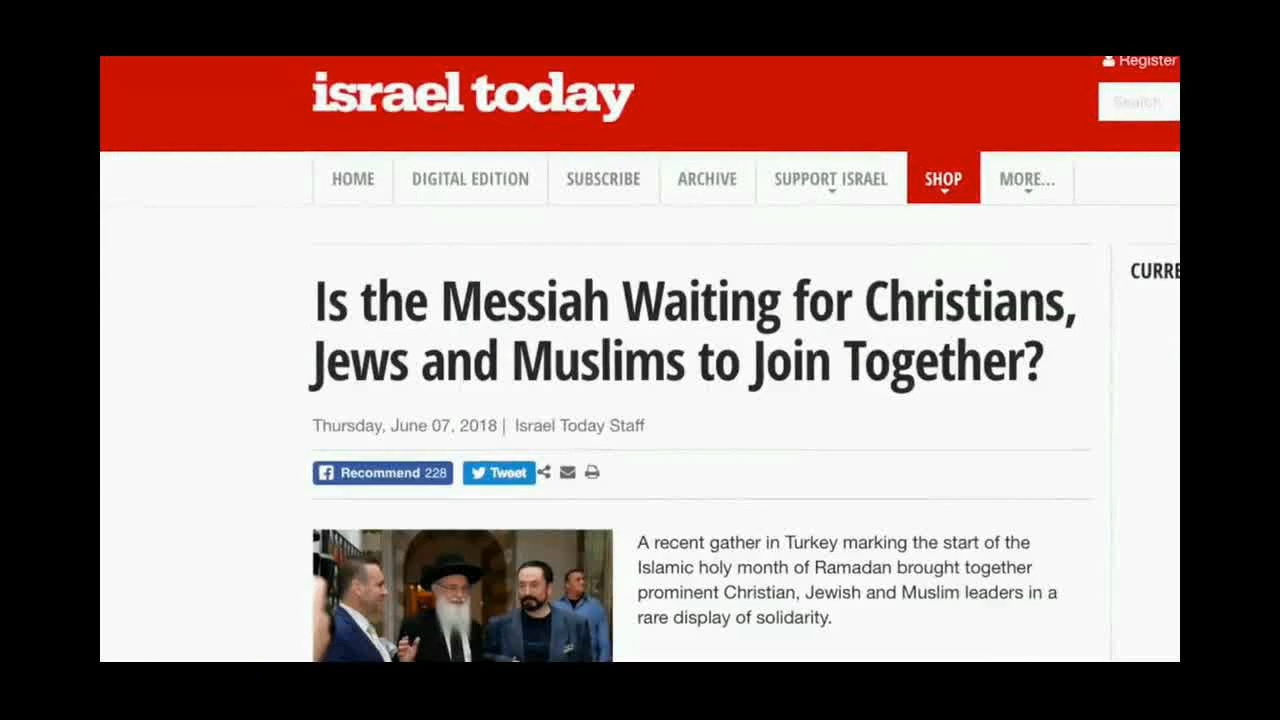 Register
israel today
Search
HOME
DIGITAL EDITION
SUBSCRIBE
ARCHIVE
SUPPORT ISRAEL
SHOP
MORE...
CURRE
Is the Messiah Waiting for Christians,
Jews and Muslims to Join Together?
Thursday, June 07, 2018 | Israel Today Staff
Recommend 228
Tweet
A recent gather in Turkey marking the start of the
Islamic holy month of Ramadan brought together
prominent Christian, Jewish and Muslim leaders in a
rare display of solidarity.